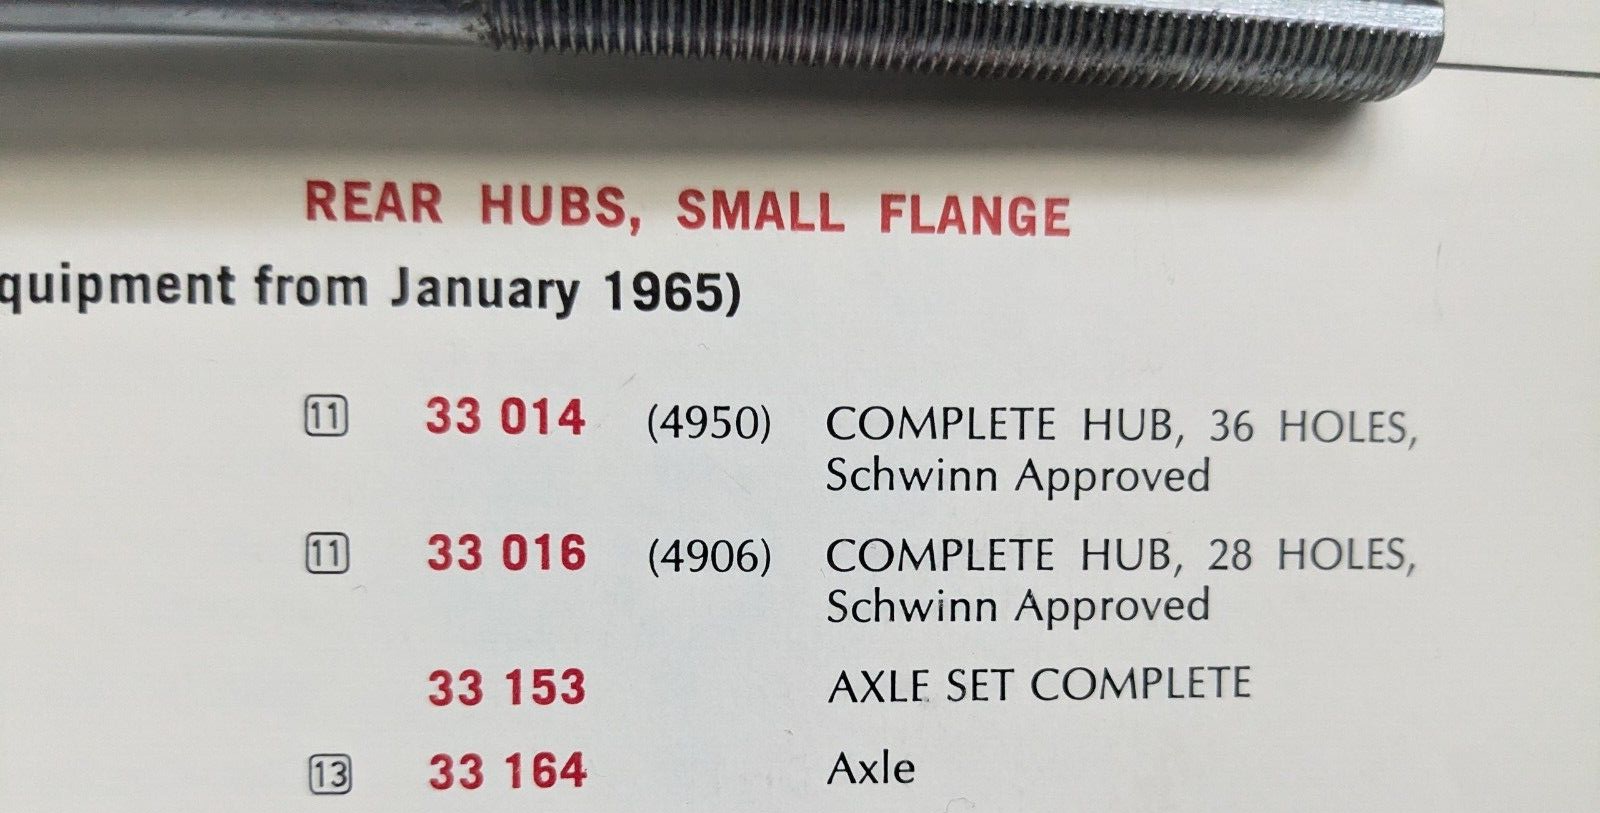 REAR HUBS, SMALL FLANGE
quipment from January 1965)
11 33 014 (4950) COMPLETE HUB, 36 HOLES,
Schwinn Approved
11 33 016 (4906) COMPLETE HUB, 28 HOLES,
Schwinn Approved
33 153 AXLE SET COMPLETE
13 33 164 Axle